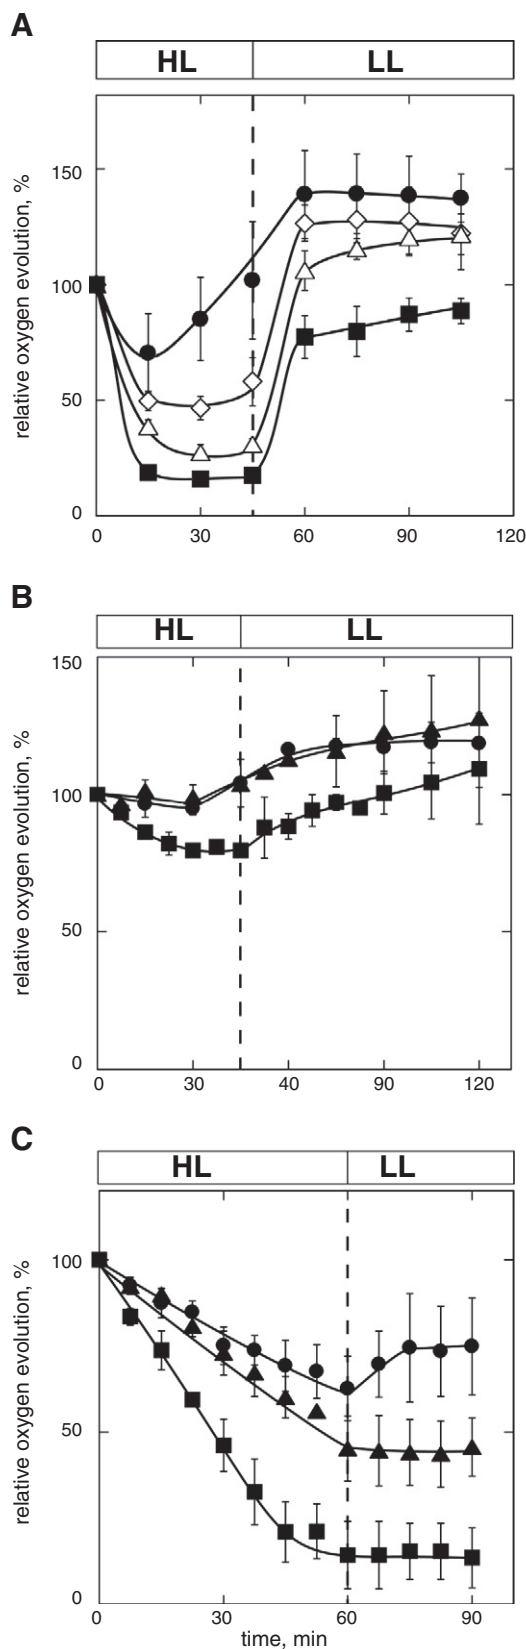 A
HL LL
relative oxygen evolution, %
150
100
50
0
0 30 60 90 120
B
HL LL
relative oxygen evolution, %
150
100
50
0
0 30 40 90 120
C
HL LL
relative oxygen evolution, %
100
50
0
0 30 60 90
time, min